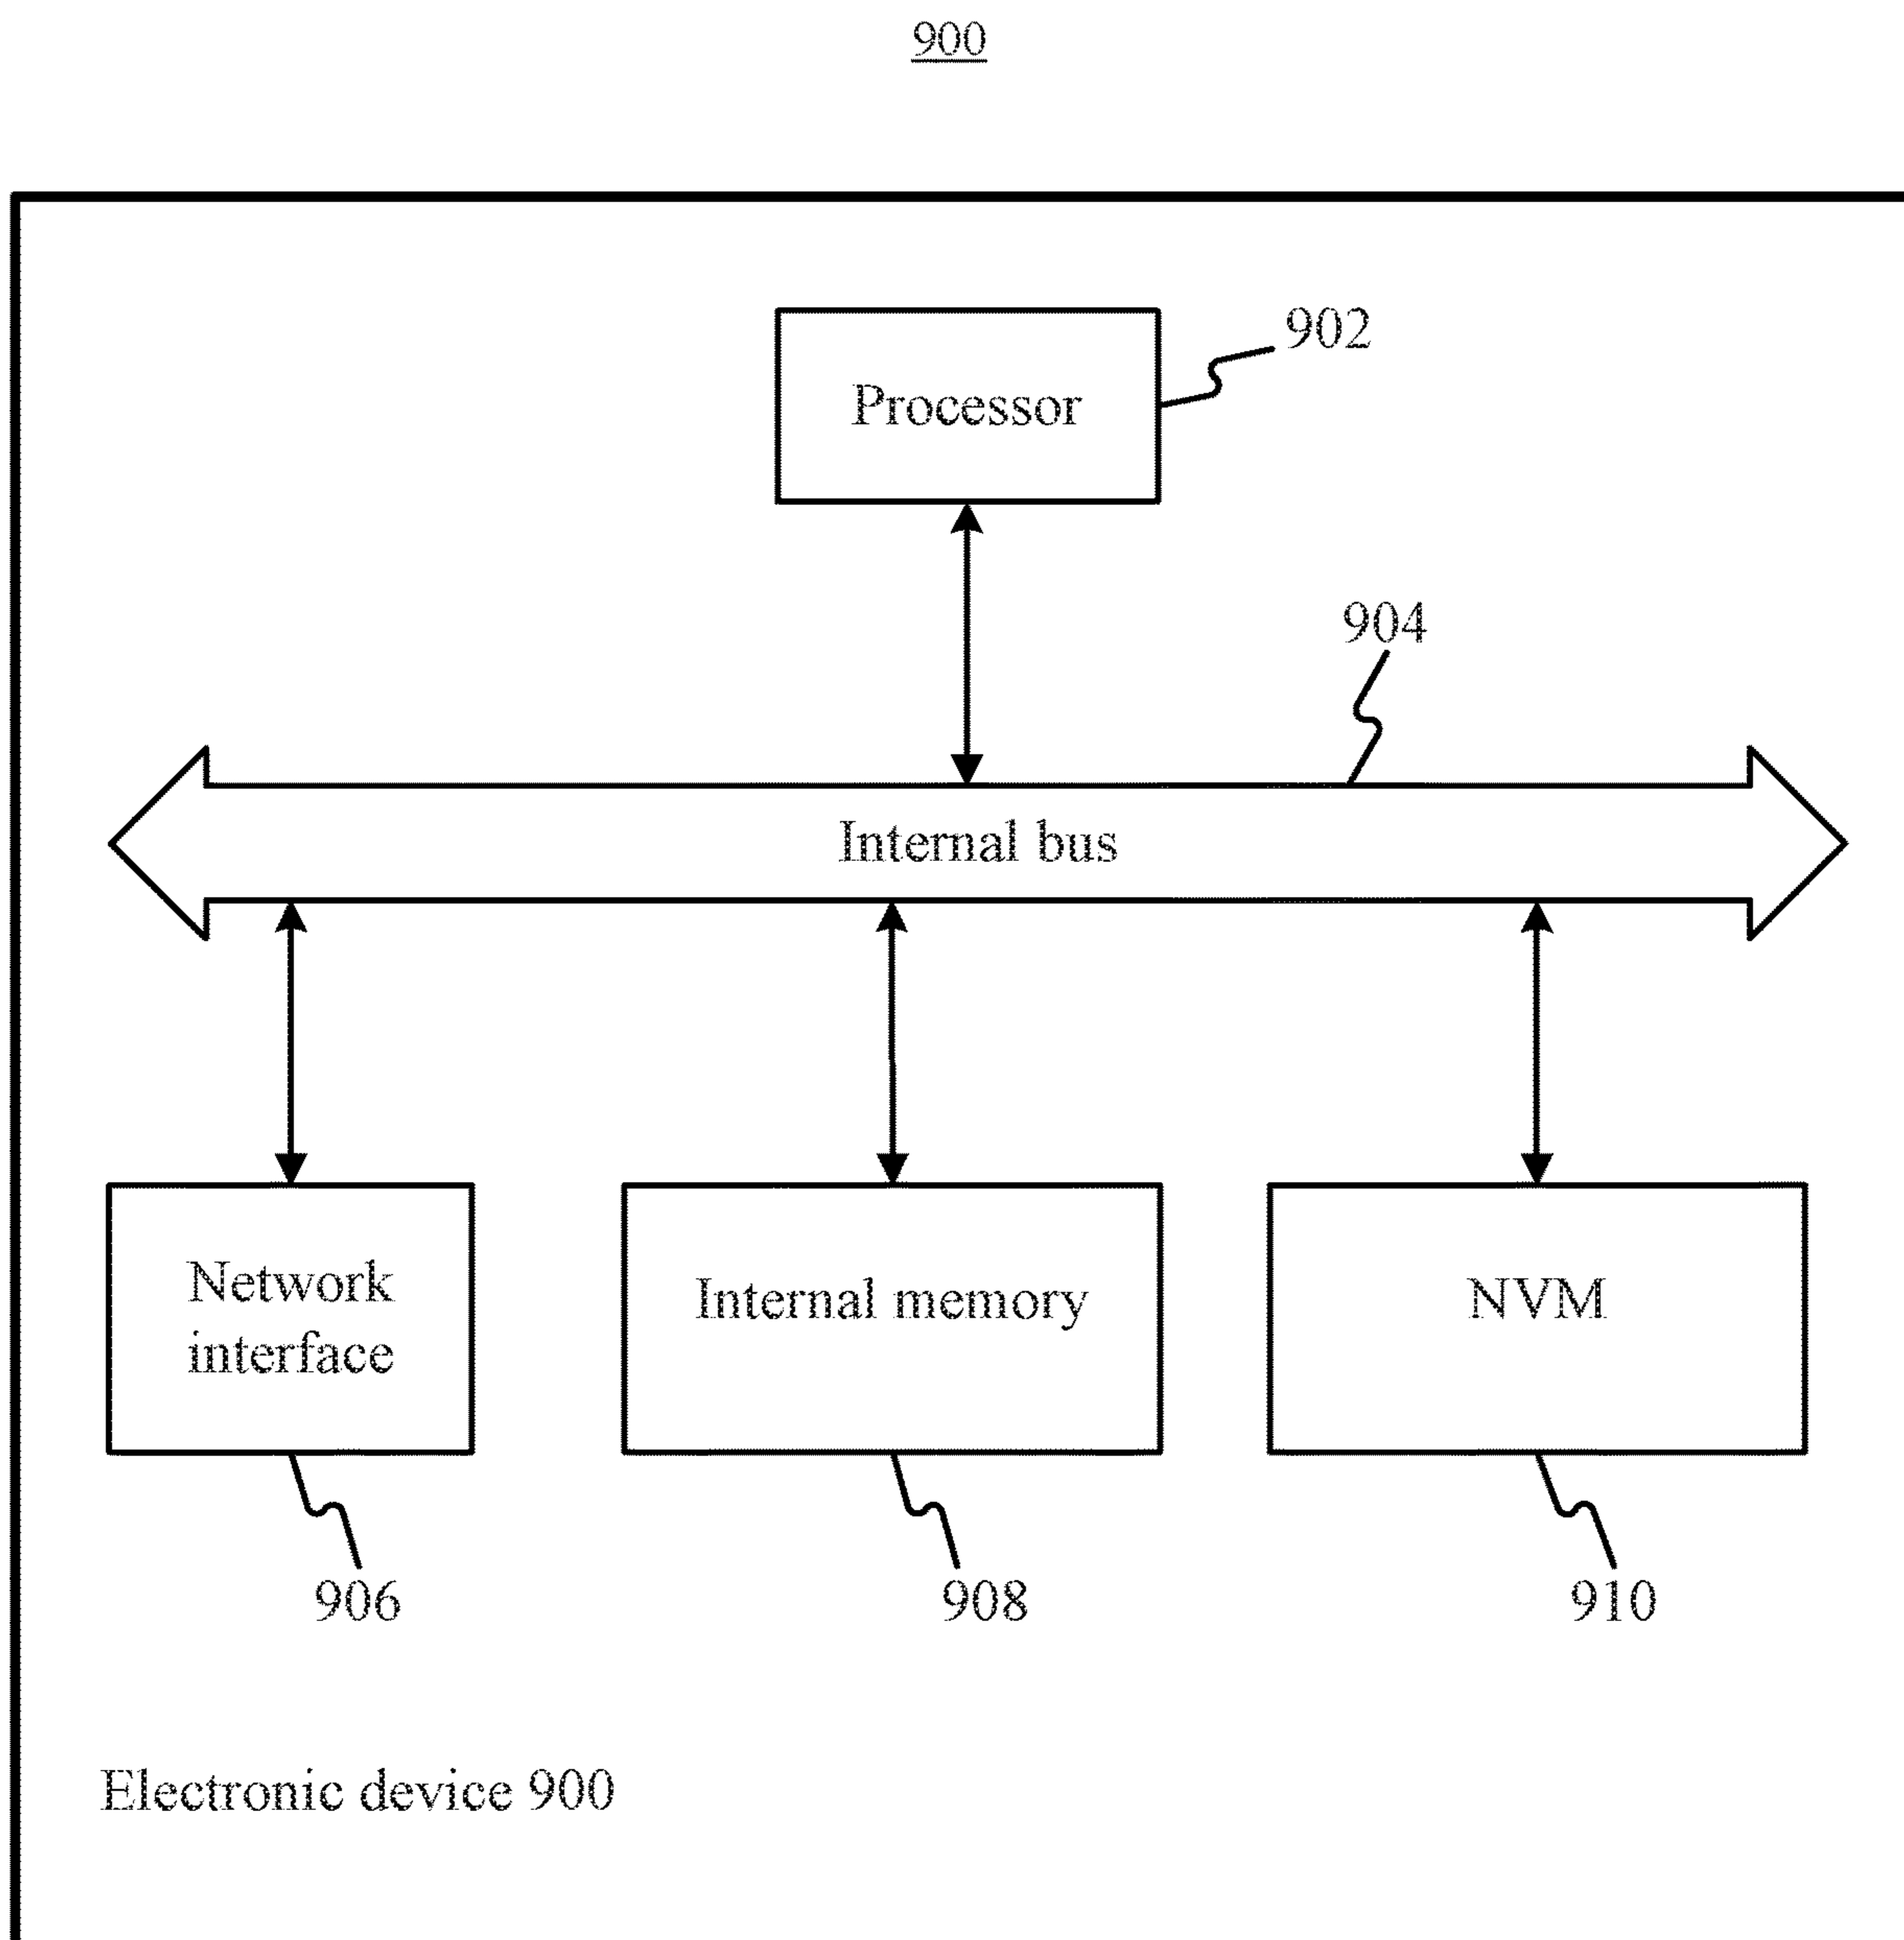 900
Processor
902
904
Internal bus
Network
interface
Internal memory
NVM
906
908
910
Electronic device 900